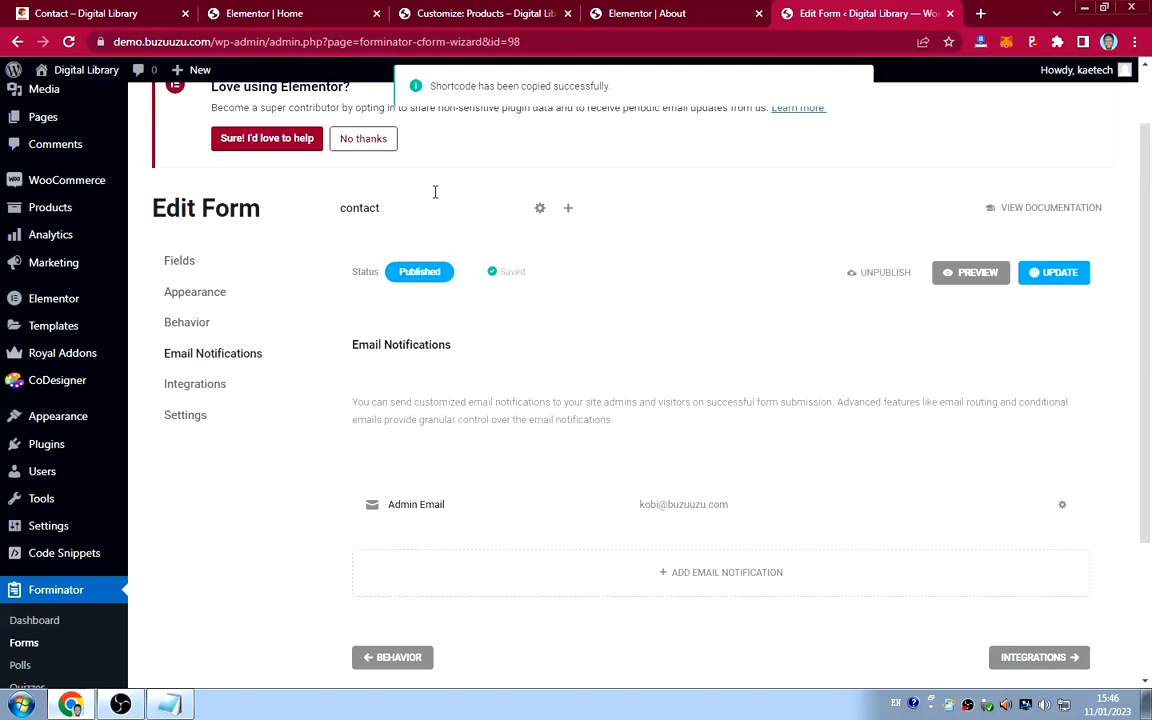 Contact – Digital Library
Elementor | Home
Customize: Products – Digital Lib
Elementor | About
Edit Form ‹ Digital Library — Wo
demo.buzuuzu.com/wp-admin/admin.php?page=forminator-cform-wizard&id=98
Digital Library
0
New
Howdy, kaetech
Shortcode has been copied successfully.
Love using Elementor?
Become a super contributor by opting in to share non-sensitive plugin data and to receive periodic email updates from us. Learn more.
Sure! I'd love to help
No thanks
Media
Pages
Comments
WooCommerce
Products
Analytics
Marketing
Elementor
Templates
Royal Addons
CoDesigner
Appearance
Plugins
Users
Tools
Settings
Code Snippets
Forminator
Dashboard
Forms
Polls
Edit Form
contact
VIEW DOCUMENTATION
Fields
Appearance
Behavior
Email Notifications
Integrations
Settings
Status
Published
Saved
UNPUBLISH
PREVIEW
UPDATE
Email Notifications
You can send customized email notifications to your site admins and visitors on successful form submission. Advanced features like email routing and conditional
emails provide granular control over the email notifications.
Admin Email
kobi@buzuuzu.com
ADD EMAIL NOTIFICATION
BEHAVIOR
INTEGRATIONS
EN
15:46
11/01/2023